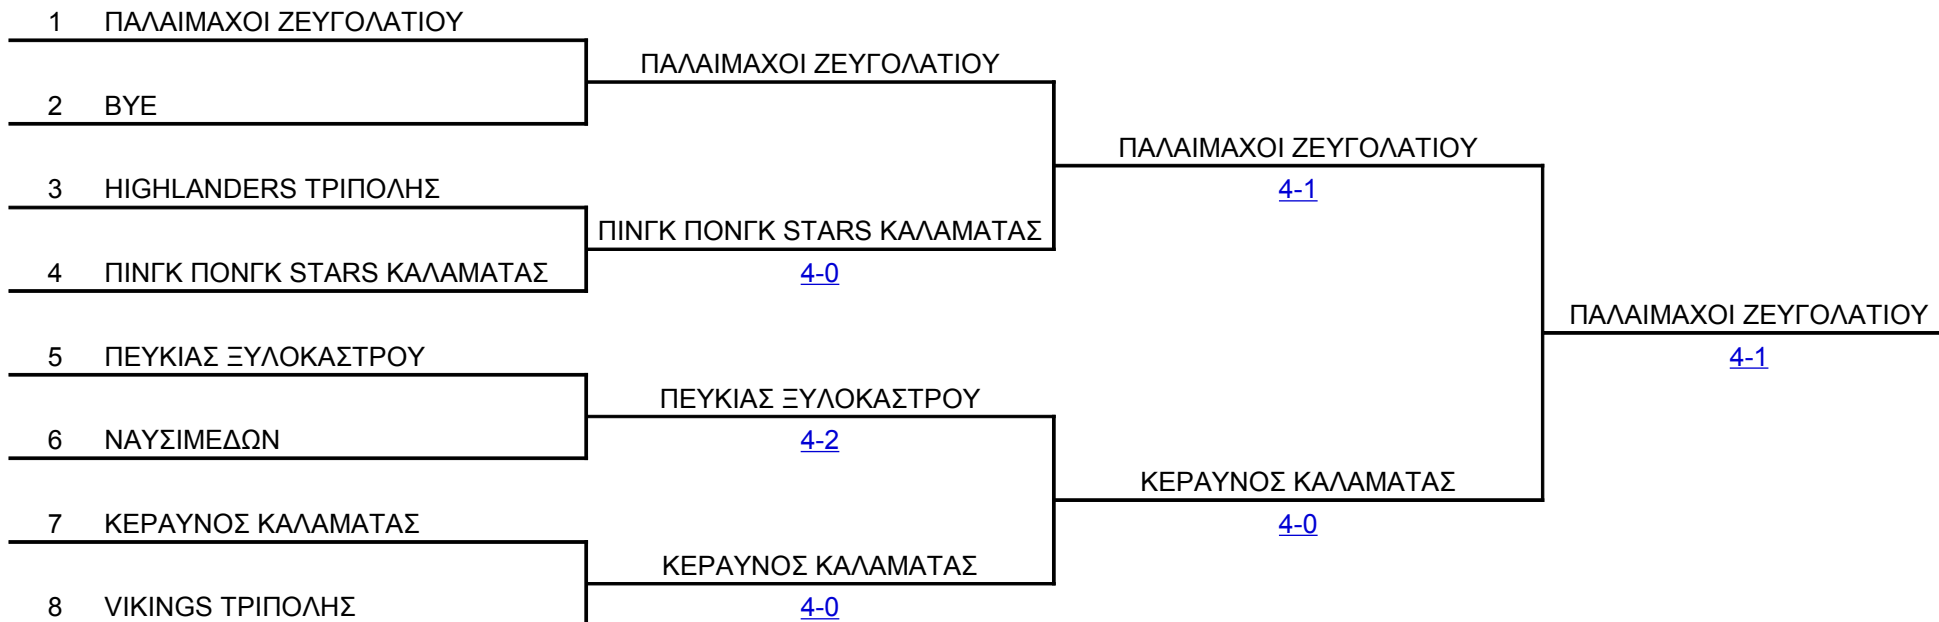 1 ΠΑΛΑΙΜΑΧΟΙ ΖΕΥΓΟΛΑΤΙΟΥ
ΠΑΛΑΙΜΑΧΟΙ ΖΕΥΓΟΛΑΤΙΟΥ
2 BYE
ΠΑΛΑΙΜΑΧΟΙ ΖΕΥΓΟΛΑΤΙΟΥ
3 HIGHLANDERS ΤΡΙΠΟΛΗΣ
4-1
ΠΙΝΓΚ ΠΟΝΓΚ STARS ΚΑΛΑΜΑΤΑΣ
4 ΠΙΝΓΚ ΠΟΝΓΚ STARS ΚΑΛΑΜΑΤΑΣ
4-0
ΠΑΛΑΙΜΑΧΟΙ ΖΕΥΓΟΛΑΤΙΟΥ
5 ΠΕΥΚΙΑΣ ΞΥΛΟΚΑΣΤΡΟΥ
4-1
ΠΕΥΚΙΑΣ ΞΥΛΟΚΑΣΤΡΟΥ
6 ΝΑΥΣΙΜΕΔΩΝ
4-2
ΚΕΡΑΥΝΟΣ ΚΑΛΑΜΑΤΑΣ
7 ΚΕΡΑΥΝΟΣ ΚΑΛΑΜΑΤΑΣ
4-0
ΚΕΡΑΥΝΟΣ ΚΑΛΑΜΑΤΑΣ
8 VIKINGS ΤΡΙΠΟΛΗΣ
4-0